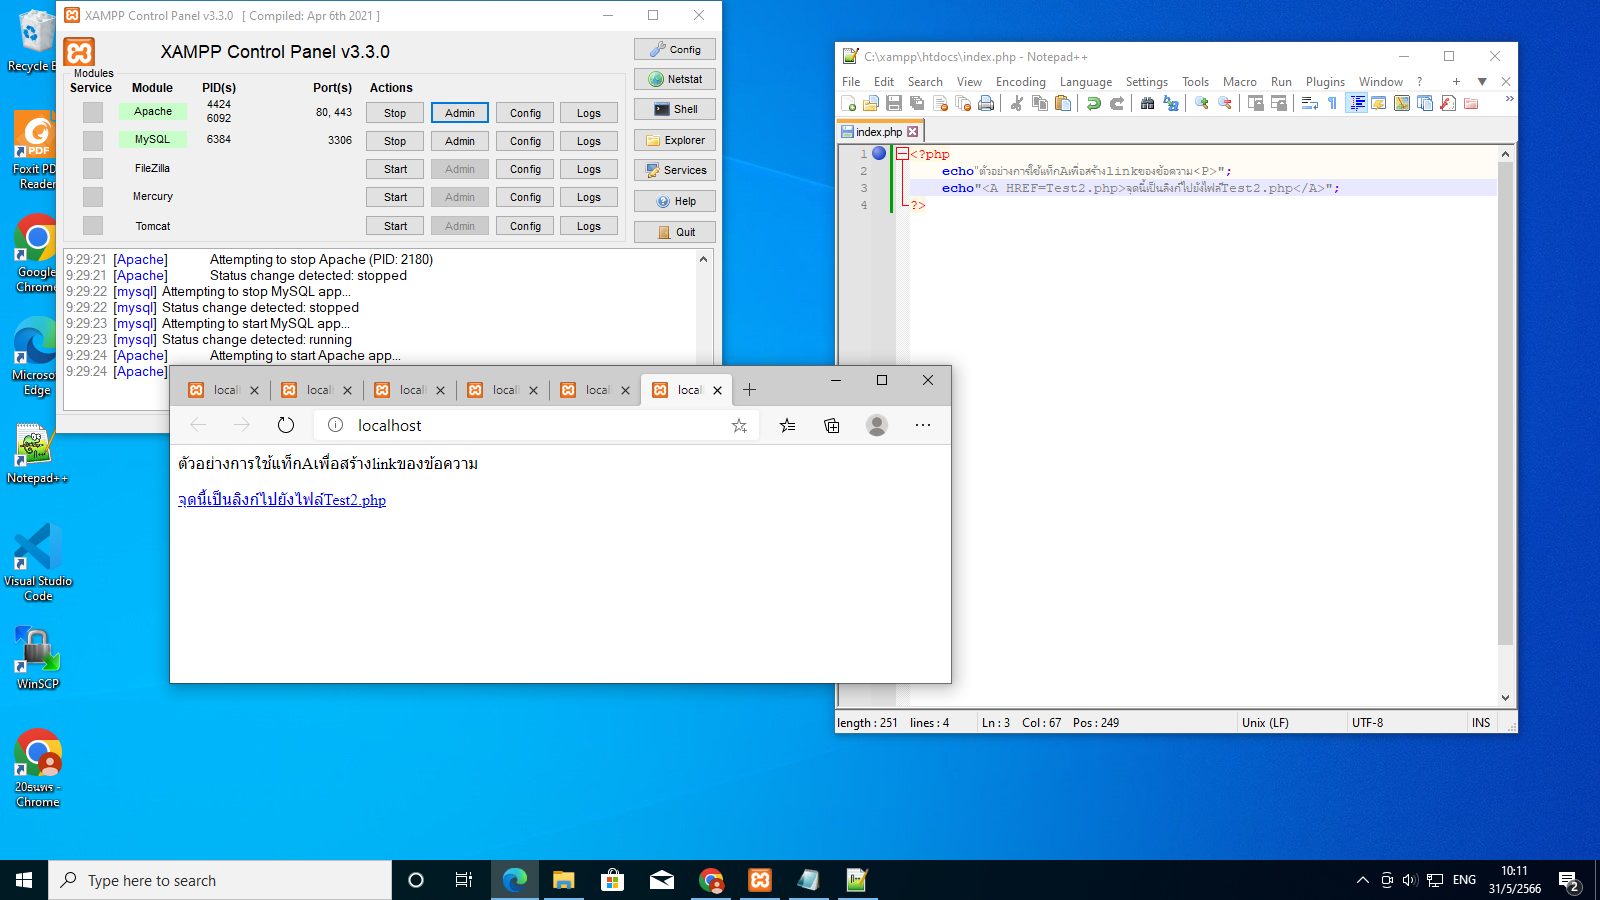 Recycle B
Foxit PD
Reader
Google
Chrom
Micros
Edge
Notepad++
Visual Studio
Code
WinSCP
20ธนพร -
Chrome
XAMPP Control Panel v3.3.0 [ Compiled: Apr 6th 2021 ]
XAMPP Control Panel v3.3.0
Modules
Service Module PID(s) Port(s) Actions
Apache 4424 6092 80, 443 Stop Admin Config Logs
MySQL 6384 3306 Stop Admin Config Logs
FileZilla Start Admin Config Logs
Mercury Start Admin Config Logs
Tomcat Start Admin Config Logs
Config
Netstat
Shell
Explorer
Services
Help
Quit
9:29:21 [Apache] Attempting to stop Apache (PID: 2180)
9:29:21 [Apache] Status change detected: stopped
9:29:22 [mysql] Attempting to stop MySQL app...
9:29:22 [mysql] Status change detected: stopped
9:29:23 [mysql] Attempting to start MySQL app...
9:29:23 [mysql] Status change detected: running
9:29:24 [Apache] Attempting to start Apache app...
9:29:24 [Apache]
locall locall locall locall locall locall
localhost
ตัวอย่างการใช้แท็กAเพื่อสร้างlinkของข้อความ
จุดนี้เป็นลิงก์ไปยังไฟล์Test2.php
C:\xampp\htdocs\index.php - Notepad++
File Edit Search View Encoding Language Settings Tools Macro Run Plugins Window ? + ▼ X
index.php
1 <?php
2 echo"ตัวอย่างการใช้แท็กAเพื่อสร้างlinkของข้อความ<P>";
3 echo"<A HREF=Test2.php>จุดนี้เป็นลิงก์ไปยังไฟล์Test2.php</A>";
4 ?>
length : 251 lines : 4 Ln : 3 Col : 67 Pos : 249 Unix (LF) UTF-8 INS
Type here to search
ENG
10:11
31/5/2566
2